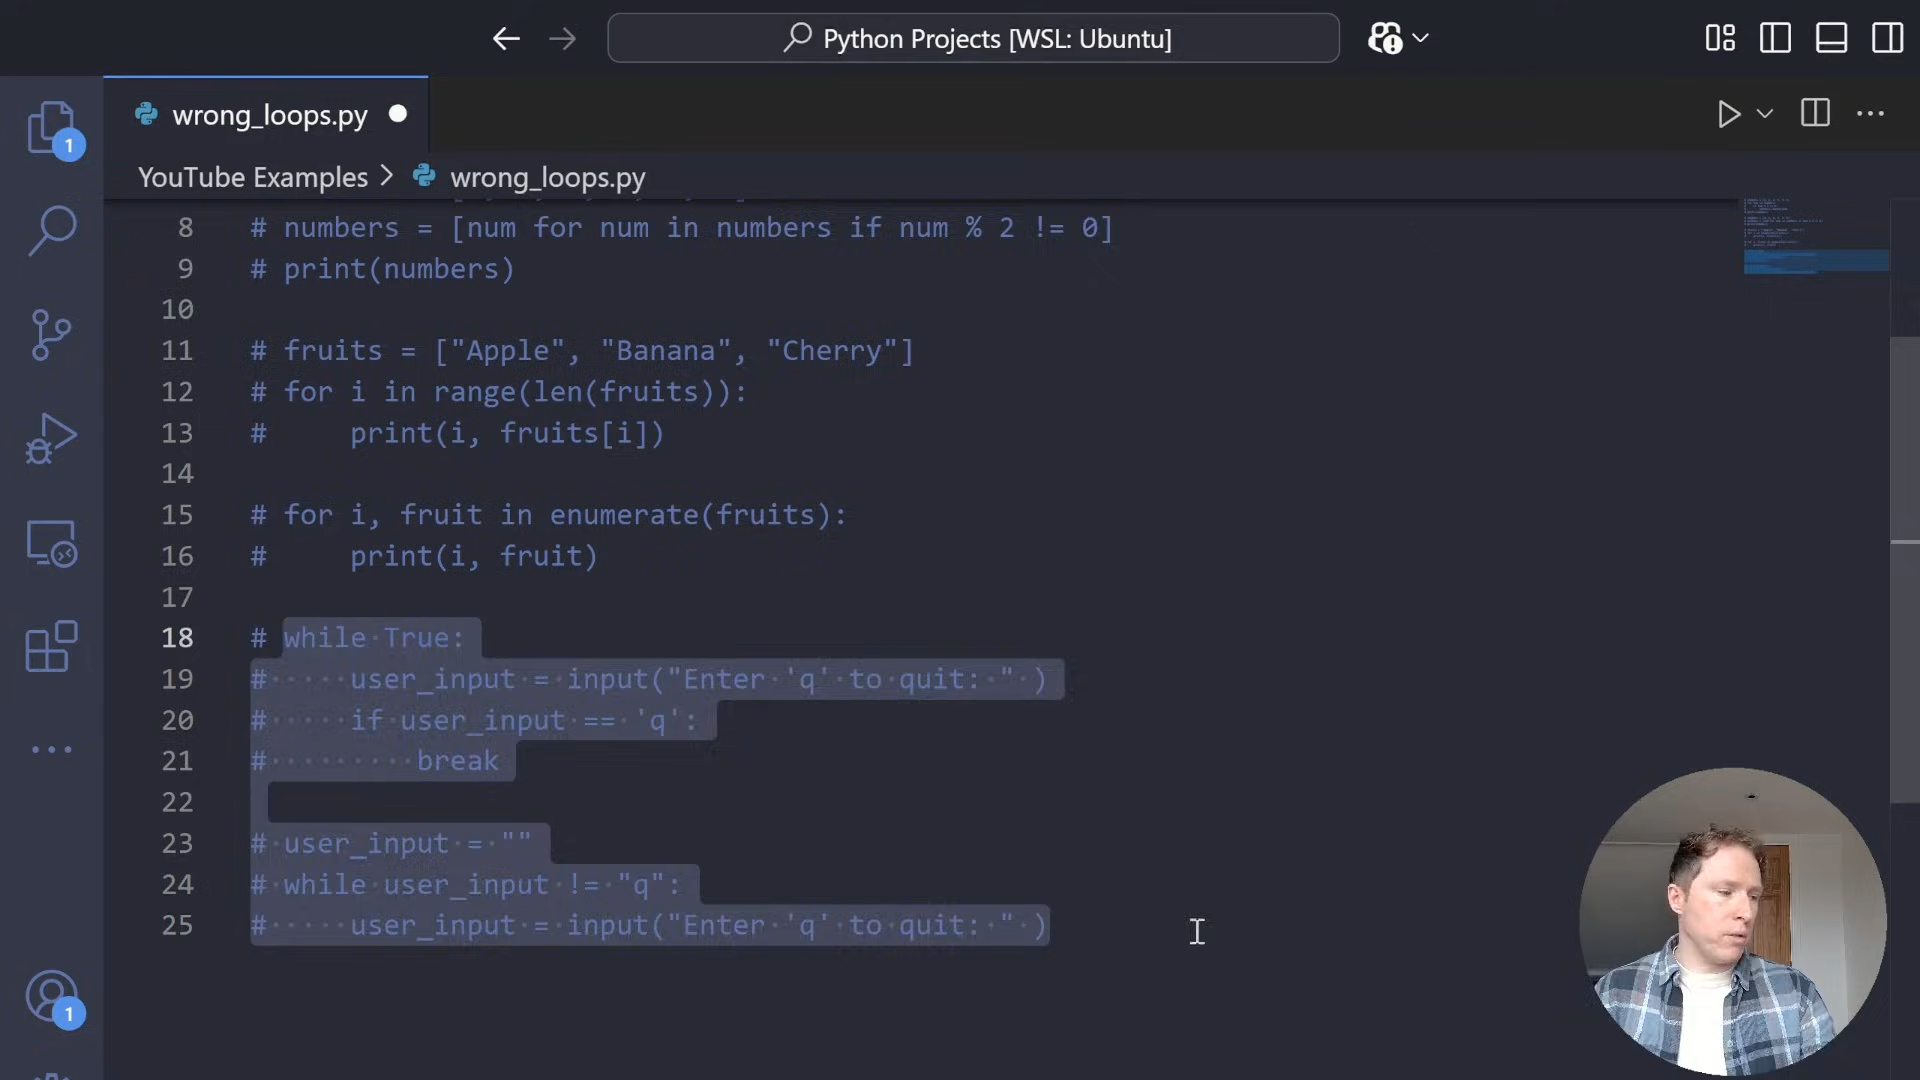 Python Projects [WSL: Ubuntu]
wrong_loops.py
1
YouTube Examples > wrong_loops.py
8 # numbers = [num for num in numbers if num % 2 != 0]
9 # print(numbers)
10
11 # fruits = ["Apple", "Banana", "Cherry"]
12 # for i in range(len(fruits)):
13 #     print(i, fruits[i])
14
15 # for i, fruit in enumerate(fruits):
16 #     print(i, fruit)
17
18 # while True:
19 #     user_input = input("Enter 'q' to quit: " )
20 #     if user_input == 'q':
21 #         break
22
23 # user_input = ""
24 # while user_input != "q":
25 #     user_input = input("Enter 'q' to quit: " )
1